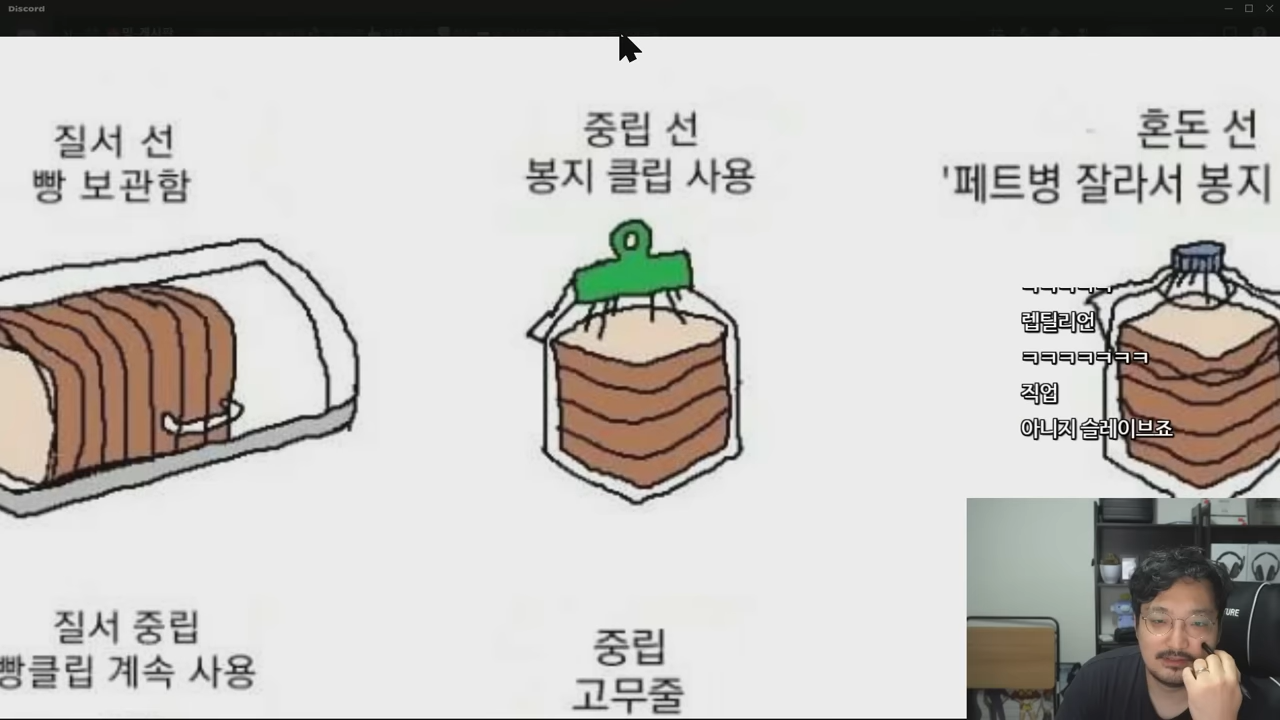 Discord
질서 선
빵 보관함
중립 선
봉지 클립 사용
혼돈 선
'페트병 잘라서 봉지
렙틸리언
ㅋㅋㅋㅋㅋㅋㅋ
직업
아니지 슬레이브죠
질서 중립
빵클립 계속 사용
중립
고무줄